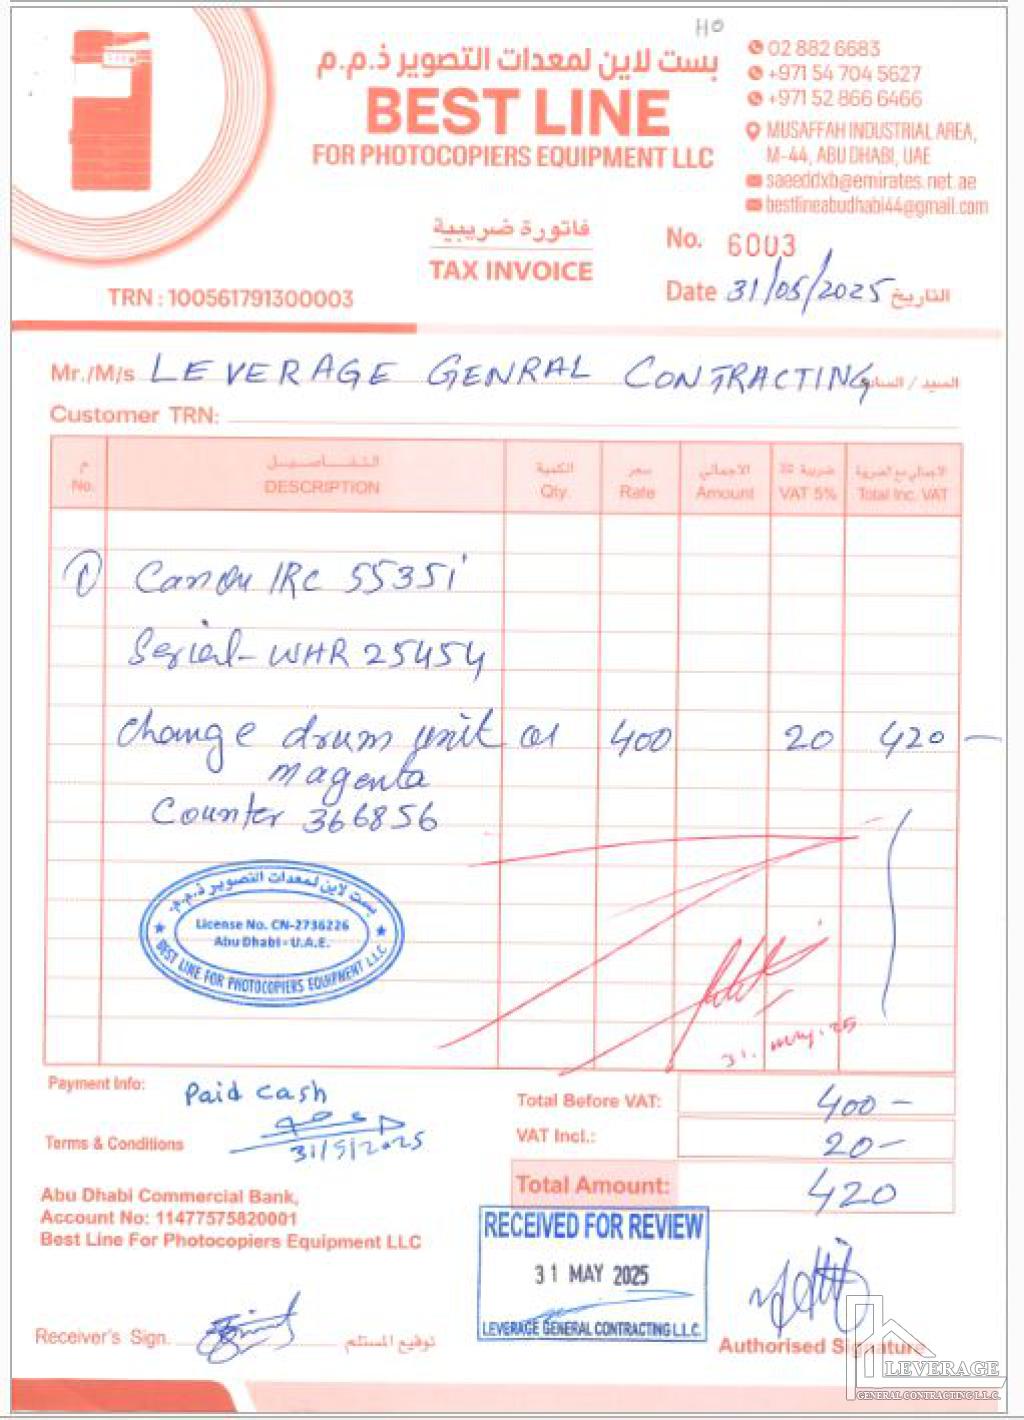 HO
بست لاين لمعدات التصوير ذ.م.م
BEST LINE
FOR PHOTOCOPIERS EQUIPMENT LLC
02 882 6683
+971 54 704 5627
+971 52 866 6466
MUSAFFAH INDUSTRIAL AREA,
M-44, ABU DHABI, UAE
saeeddxb@emirates.net.ae
bestlineabudhabi44@gmail.com
فاتورة ضريبية
TAX INVOICE
No. 6003
Date 31/05/2025 التاريخ
TRN : 100561791300003
Mr./M/s LEVERAGE GENRAL CONTRACTING السيد / السادة
Customer TRN:
م التفـاصـيـل الكمية سعر الاجمالي ضريبة ٥٪ الاجمالي مع الضريبة
No. DESCRIPTION Qty. Rate Amount VAT 5% Total Inc. VAT
1 Canon IRC 5535i
Serial- WHR 25454
change drum unit 01 400 20 420 —
magenta
Counter 366856
بست لاين لمعدات التصوير ذ.م.م.
License No. CN-2736226
Abu Dhabi - U.A.E.
BEST LINE FOR PHOTOCOPIERS EQUIPMENT L.L.C
31. may. 25
Payment Info: Paid cash
31/5/2025
Terms & Conditions
Total Before VAT: 400 —
VAT Incl.: 20 —
Total Amount: 420
Abu Dhabi Commercial Bank,
Account No: 11477575820001
Best Line For Photocopiers Equipment LLC
RECEIVED FOR REVIEW
31 MAY 2025
LEVERAGE GENERAL CONTRACTING L.L.C.
Receiver's Sign. توقيع المستلم
Authorised Signature
LEVERAGE
GENERAL CONTRACTING L.L.C.